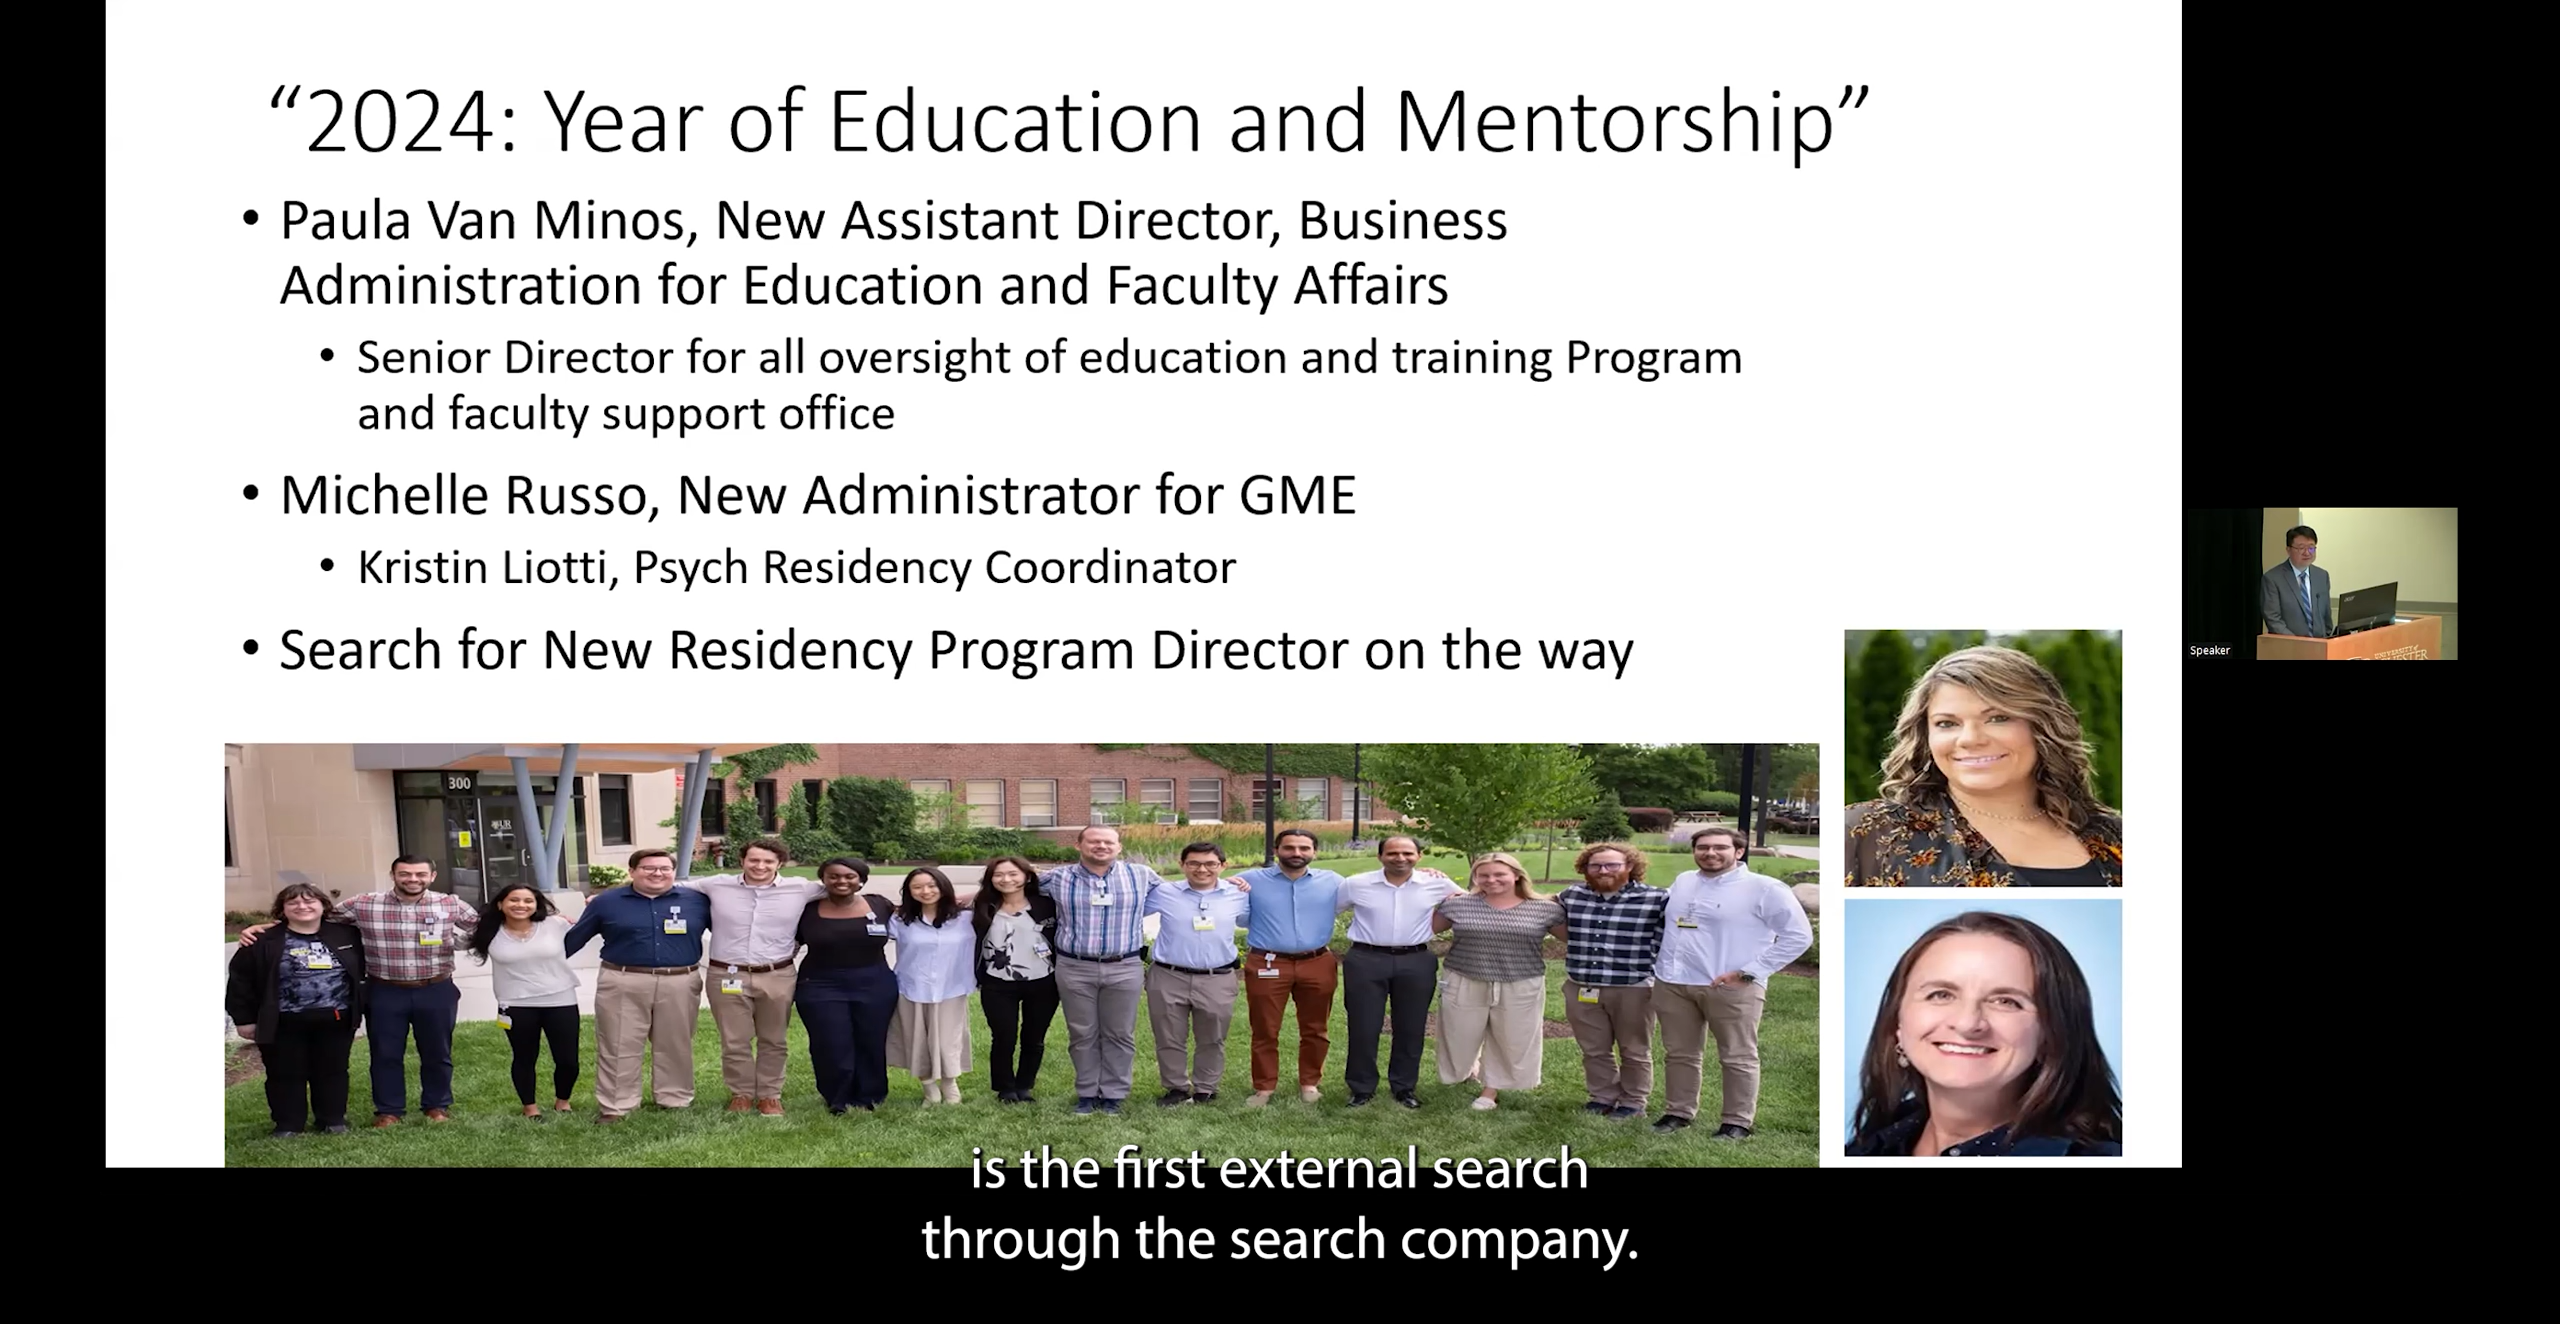 “2024: Year of Education and Mentorship”
• Paula Van Minos, New Assistant Director, Business
Administration for Education and Faculty Affairs
• Senior Director for all oversight of education and training Program
and faculty support office
• Michelle Russo, New Administrator for GME
• Kristin Liotti, Psych Residency Coordinator
• Search for New Residency Program Director on the way
300
UR
Speaker
UNIVERSITY of
is the first external search
through the search company.